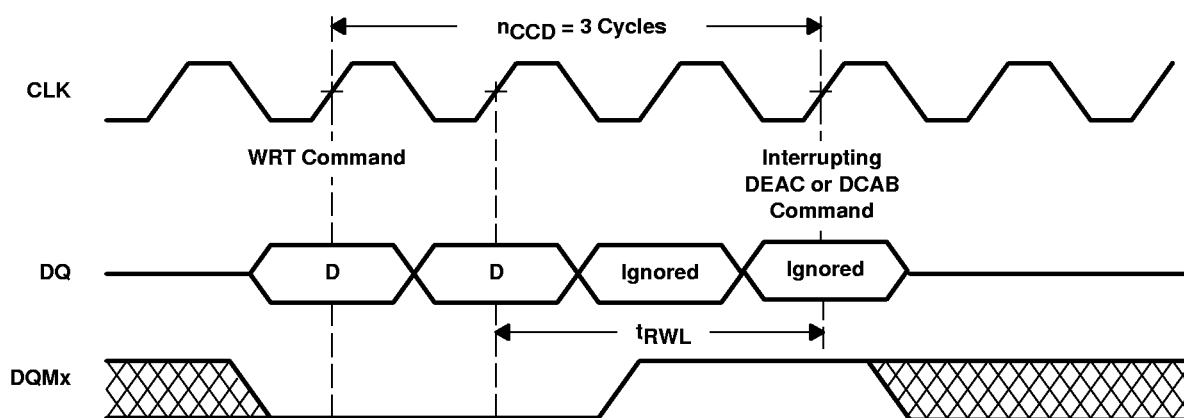 nCCD = 3 Cycles
CLK
WRT Command
Interrupting
DEAC or DCAB
Command
DQ
D
D
Ignored
Ignored
tRWL
DQMx